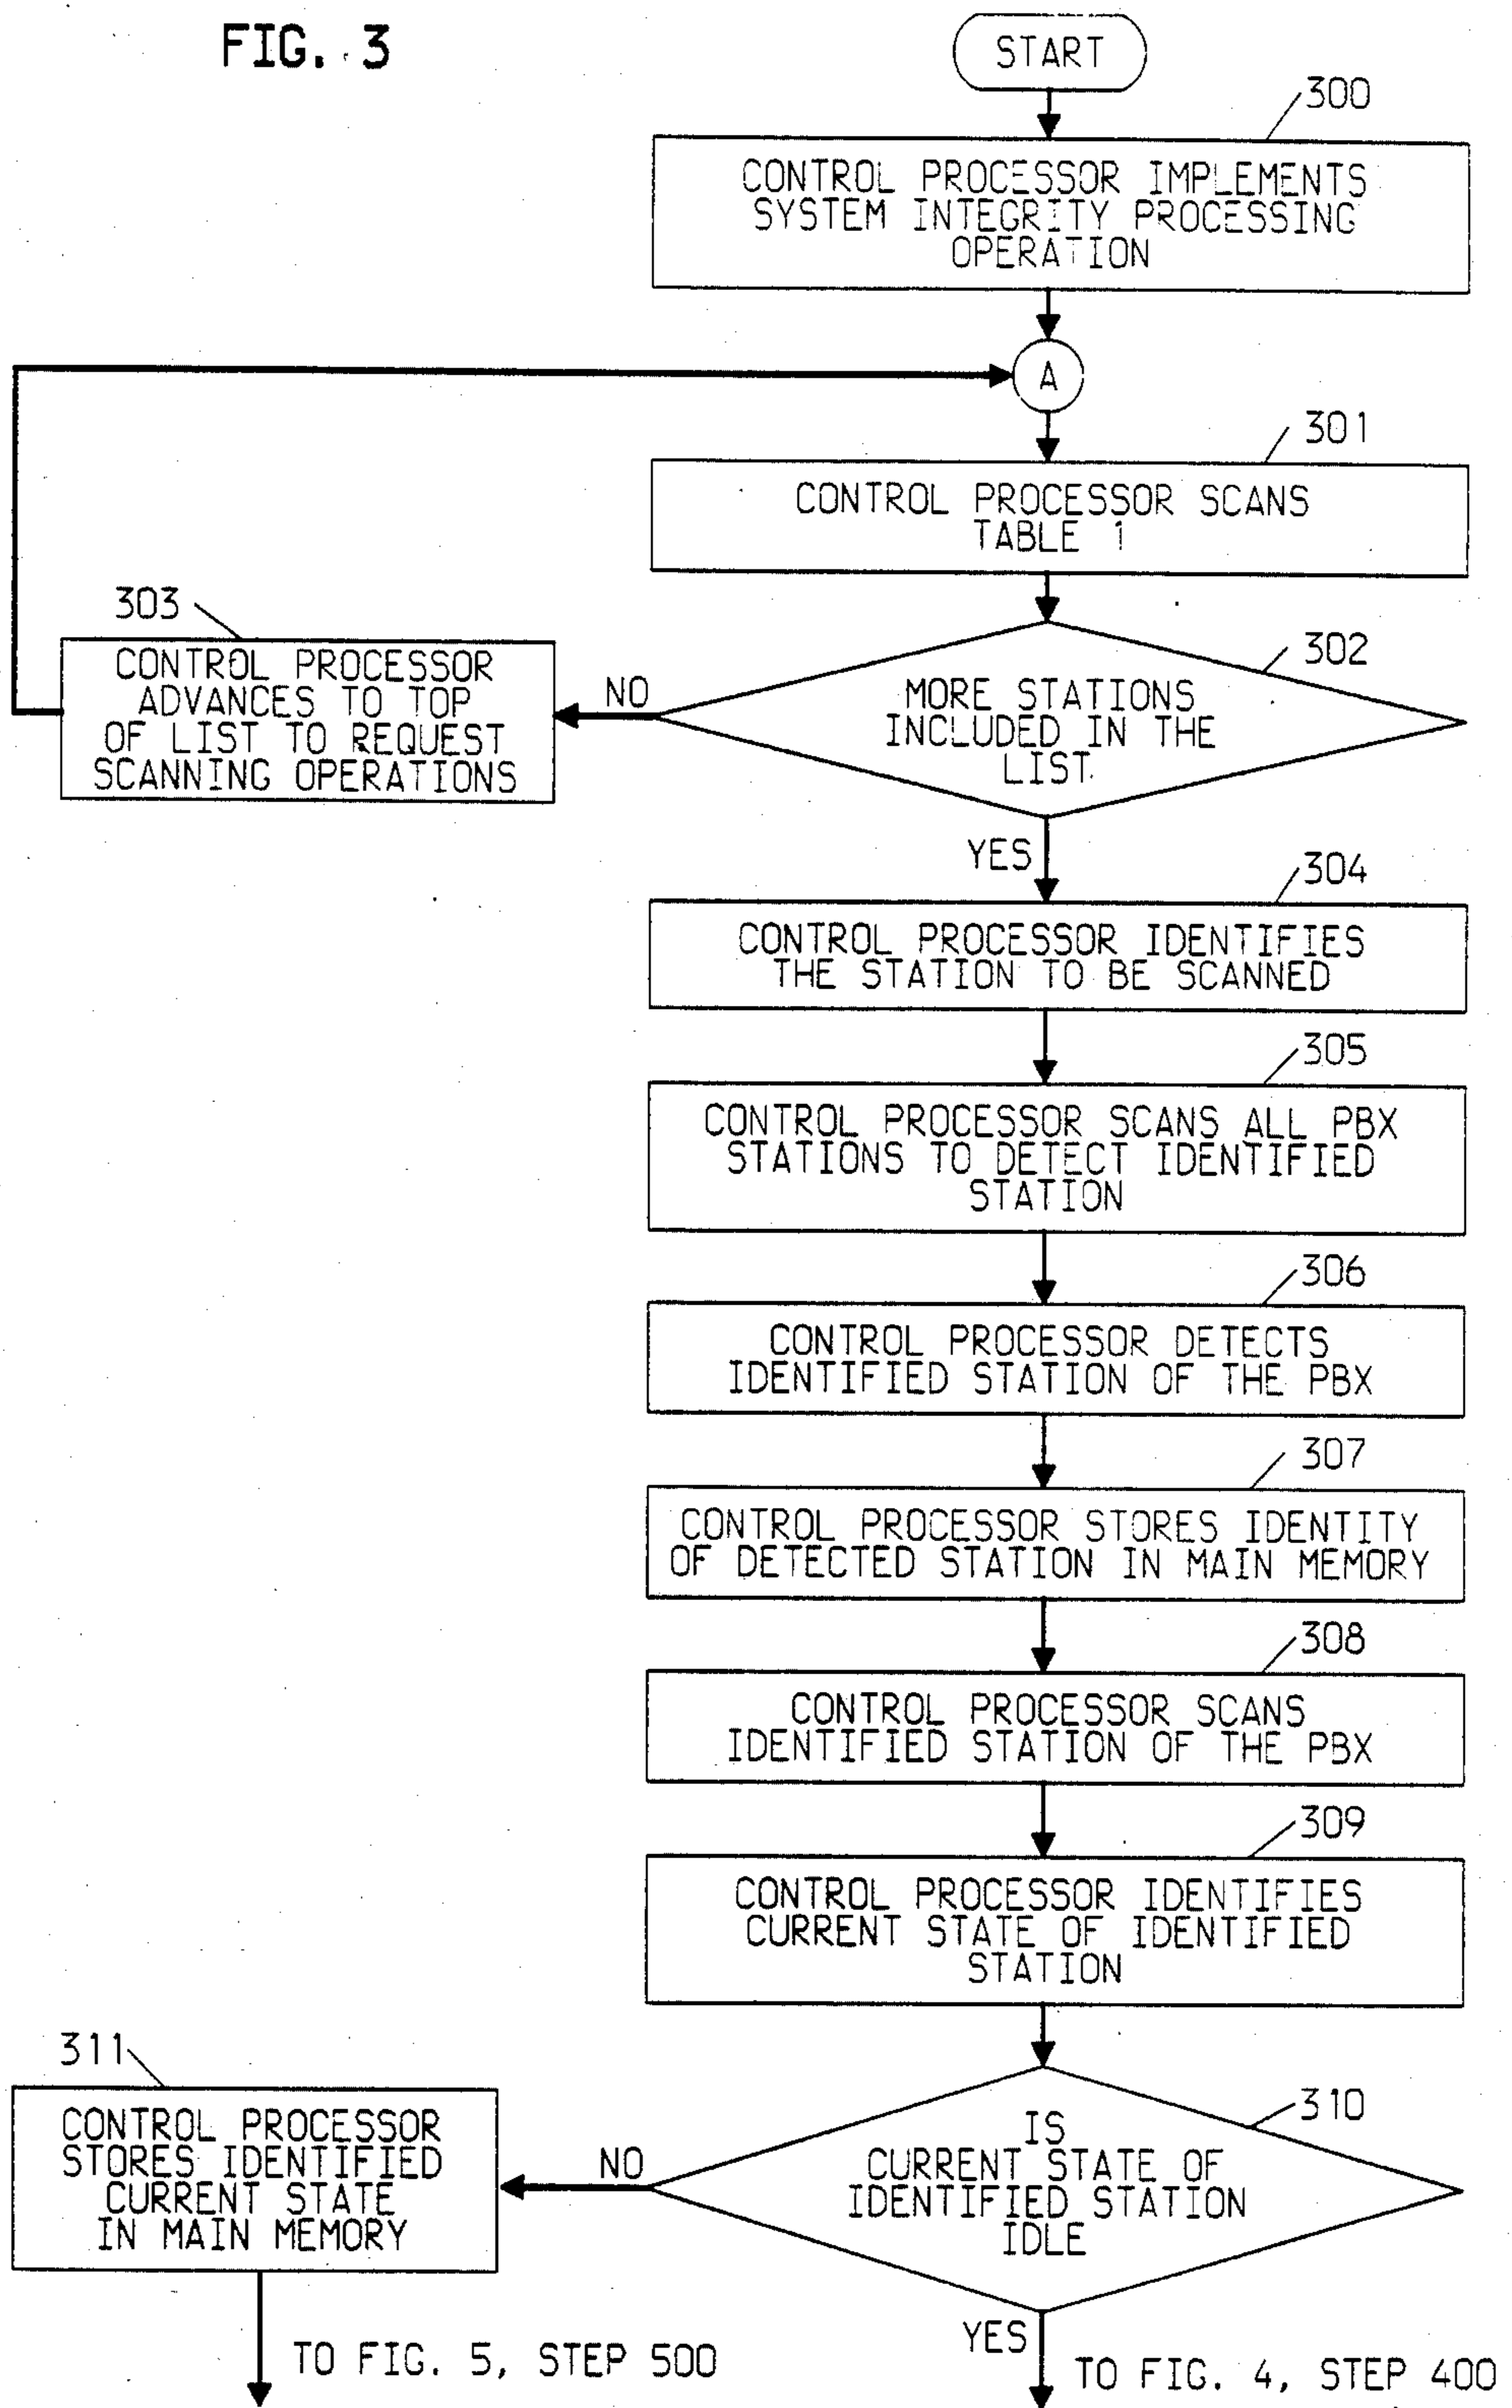 FIG. 3
START
300
CONTROL PROCESSOR IMPLEMENTS
SYSTEM INTEGRITY PROCESSING
OPERATION
A
301
CONTROL PROCESSOR SCANS
TABLE 1
302
MORE STATIONS
INCLUDED IN THE
LIST
NO
303
CONTROL PROCESSOR
ADVANCES TO TOP
OF LIST TO REQUEST
SCANNING OPERATIONS
YES
304
CONTROL PROCESSOR IDENTIFIES
THE STATION TO BE SCANNED
305
CONTROL PROCESSOR SCANS ALL PBX
STATIONS TO DETECT IDENTIFIED
STATION
306
CONTROL PROCESSOR DETECTS
IDENTIFIED STATION OF THE PBX
307
CONTROL PROCESSOR STORES IDENTITY
OF DETECTED STATION IN MAIN MEMORY
308
CONTROL PROCESSOR SCANS
IDENTIFIED STATION OF THE PBX
309
CONTROL PROCESSOR IDENTIFIES
CURRENT STATE OF IDENTIFIED
STATION
310
IS
CURRENT STATE OF
IDENTIFIED STATION
IDLE
NO
311
CONTROL PROCESSOR
STORES IDENTIFIED
CURRENT STATE
IN MAIN MEMORY
TO FIG. 5, STEP 500
YES
TO FIG. 4, STEP 400